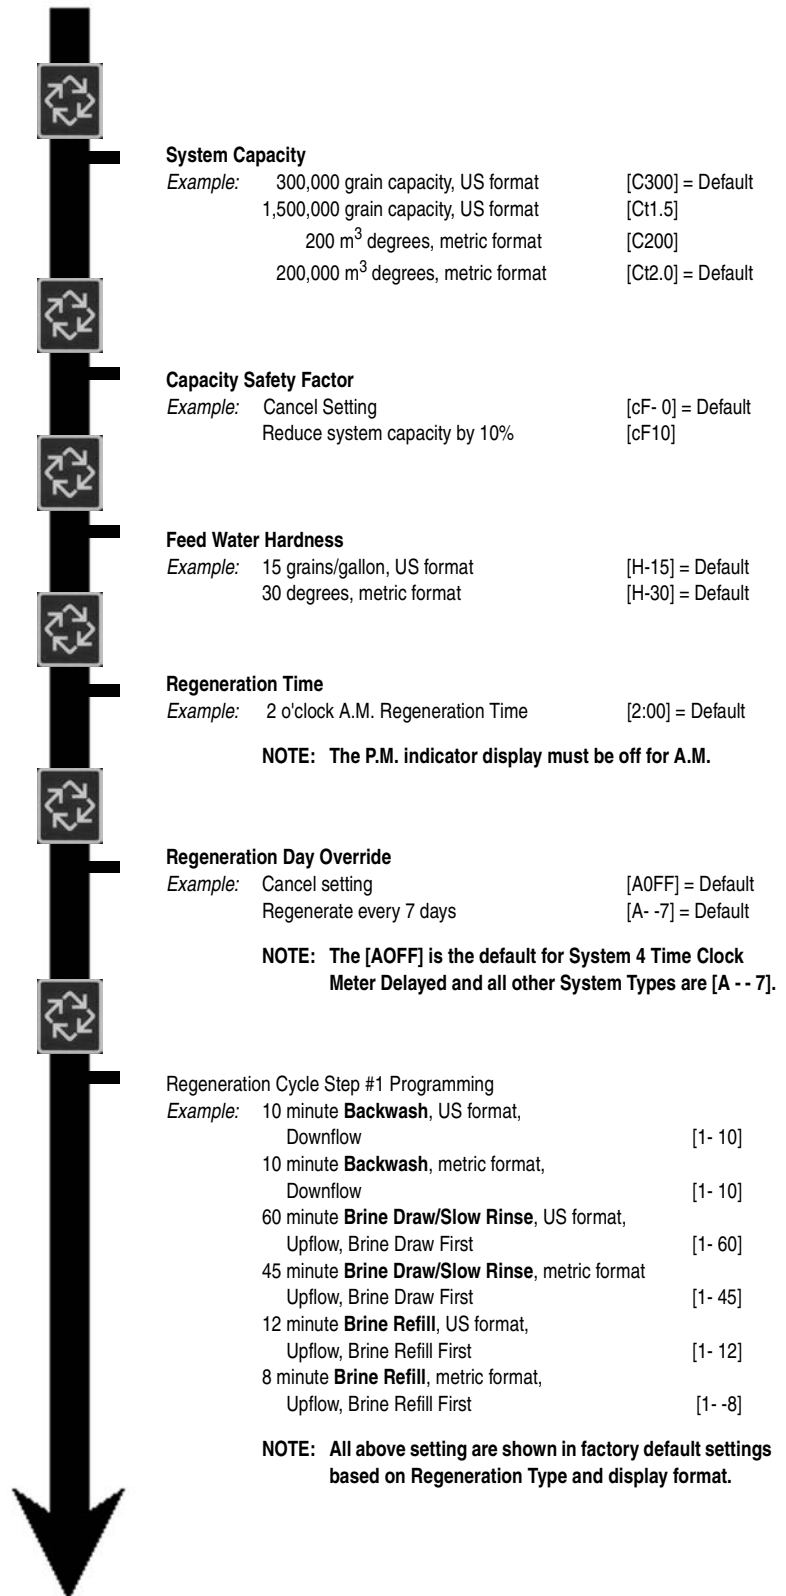 System Capacity
Example: 300,000 grain capacity, US format [C300] = Default
1,500,000 grain capacity, US format [Ct1.5]
200 m3 degrees, metric format [C200]
200,000 m3 degrees, metric format [Ct2.0] = Default
Capacity Safety Factor
Example: Cancel Setting [cF- 0] = Default
Reduce system capacity by 10% [cF10]
Feed Water Hardness
Example: 15 grains/gallon, US format [H-15] = Default
30 degrees, metric format [H-30] = Default
Regeneration Time
Example: 2 o'clock A.M. Regeneration Time [2:00] = Default
NOTE: The P.M. indicator display must be off for A.M.
Regeneration Day Override
Example: Cancel setting [A0FF] = Default
Regenerate every 7 days [A- -7] = Default
NOTE: The [AOFF] is the default for System 4 Time Clock
Meter Delayed and all other System Types are [A - - 7].
Regeneration Cycle Step #1 Programming
Example: 10 minute Backwash, US format,
Downflow [1- 10]
10 minute Backwash, metric format,
Downflow [1- 10]
60 minute Brine Draw/Slow Rinse, US format,
Upflow, Brine Draw First [1- 60]
45 minute Brine Draw/Slow Rinse, metric format
Upflow, Brine Draw First [1- 45]
12 minute Brine Refill, US format,
Upflow, Brine Refill First [1- 12]
8 minute Brine Refill, metric format,
Upflow, Brine Refill First [1- -8]
NOTE: All above setting are shown in factory default settings
based on Regeneration Type and display format.